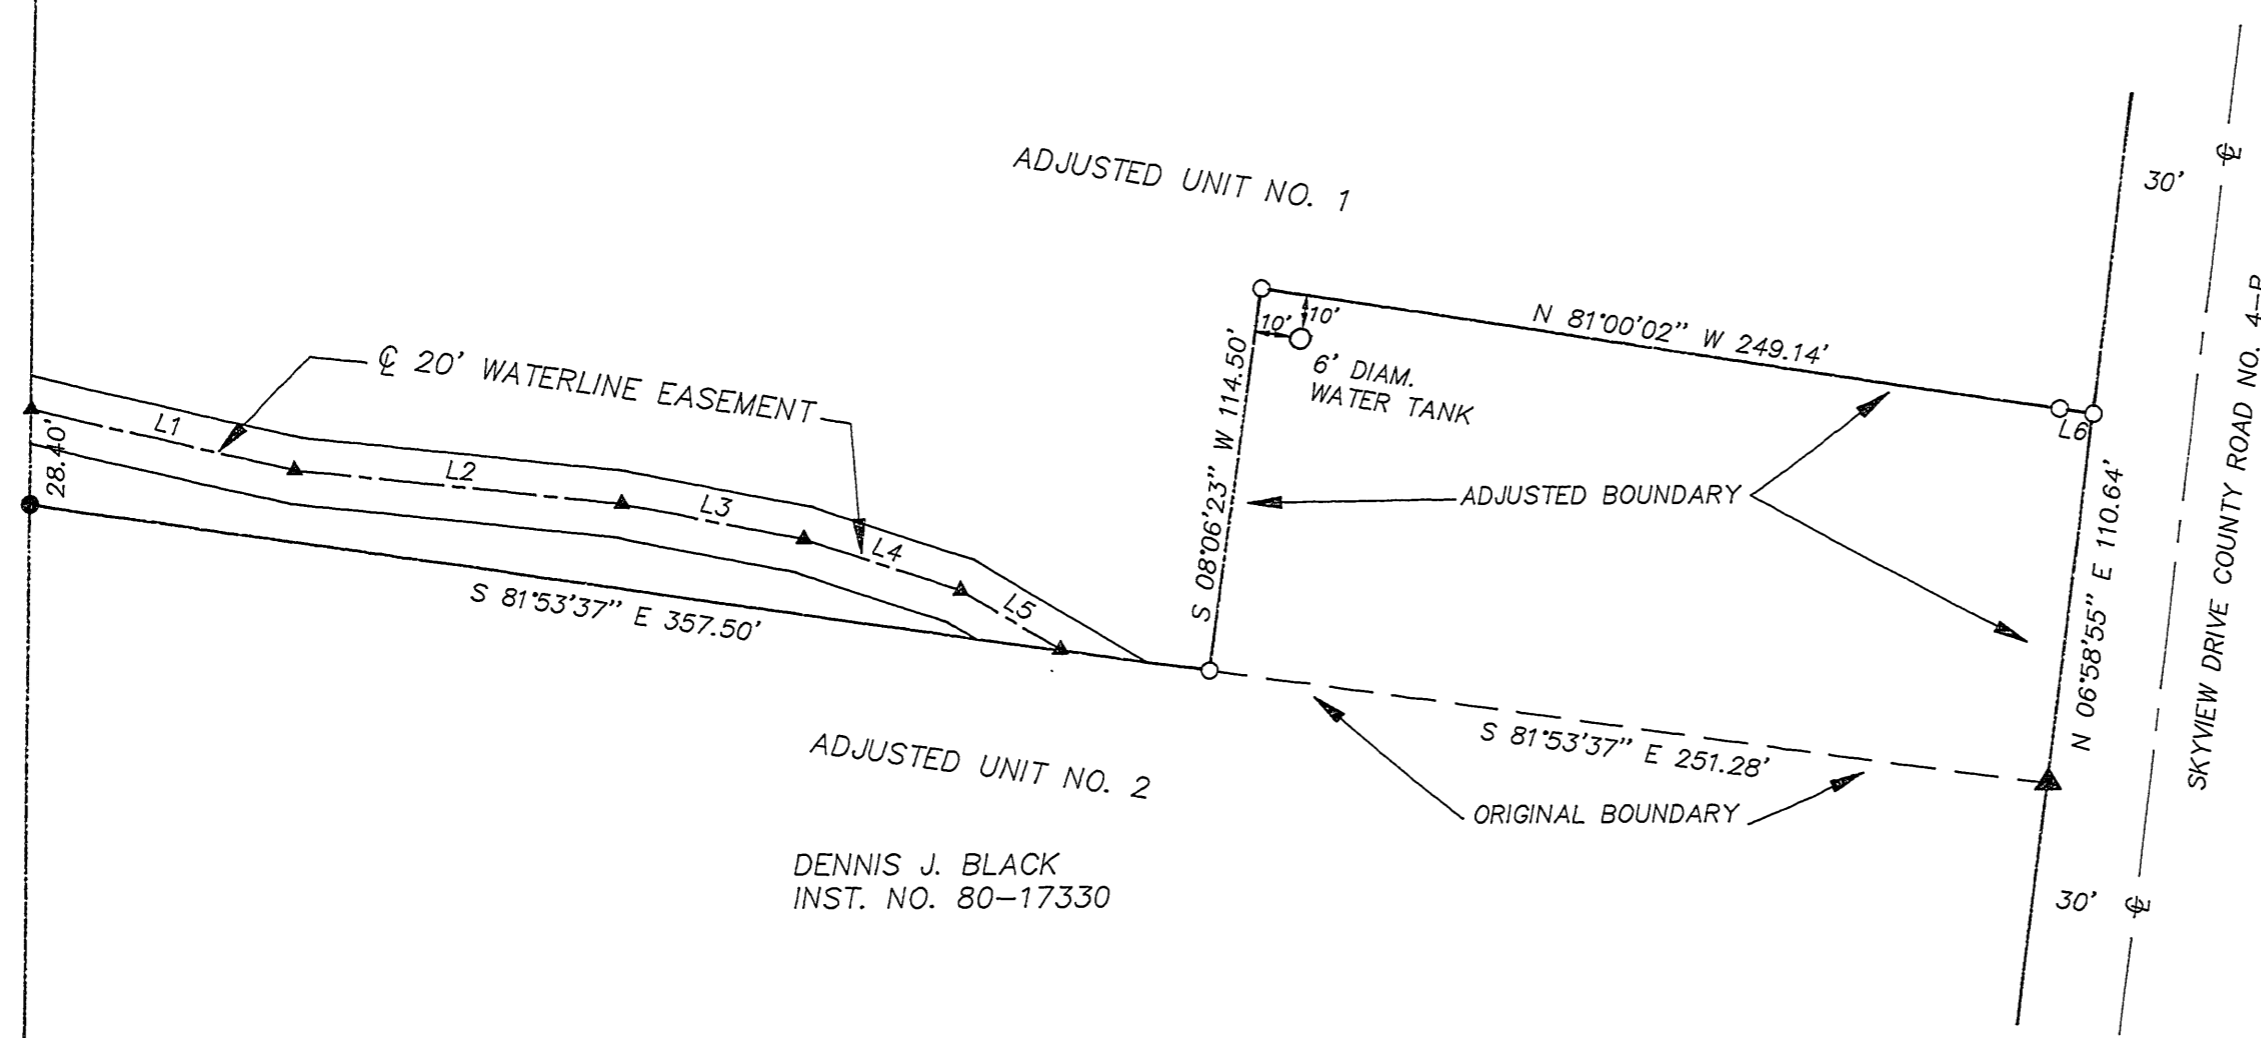 ADJUSTED UNIT NO. 1
30'
℄
N 81°00'02" W 249.14'
10'
10'
6' DIAM.
WATER TANK
℄ 20' WATERLINE EASEMENT
S 08°06'23" W 114.50'
L6
L1
L2
L3
L4
L5
28.40'
ADJUSTED BOUNDARY
N 06°58'55" E 110.64'
SKYVIEW DRIVE COUNTY ROAD NO.
S 81°53'37" E 357.50'
S 81°53'37" E 251.28'
ADJUSTED UNIT NO. 2
ORIGINAL BOUNDARY
DENNIS J. BLACK
INST. NO. 80-17330
30'
℄